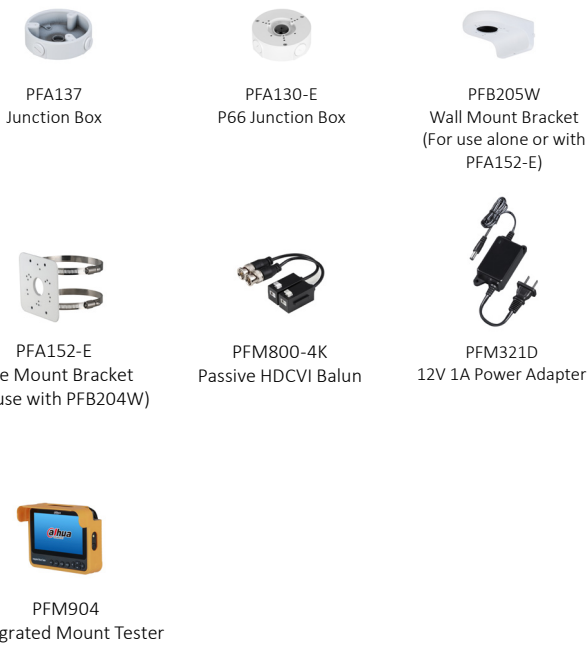 PFA137
Junction Box
PFA130-E
P66 Junction Box
PFB205W
Wall Mount Bracket
(For use alone or with
PFA152-E)
PFA152-E
e Mount Bracket
use with PFB204W)
PFM800-4K
Passive HDCVI Balun
PFM321D
12V 1A Power Adapter
alhua
PFM904
grated Mount Tester